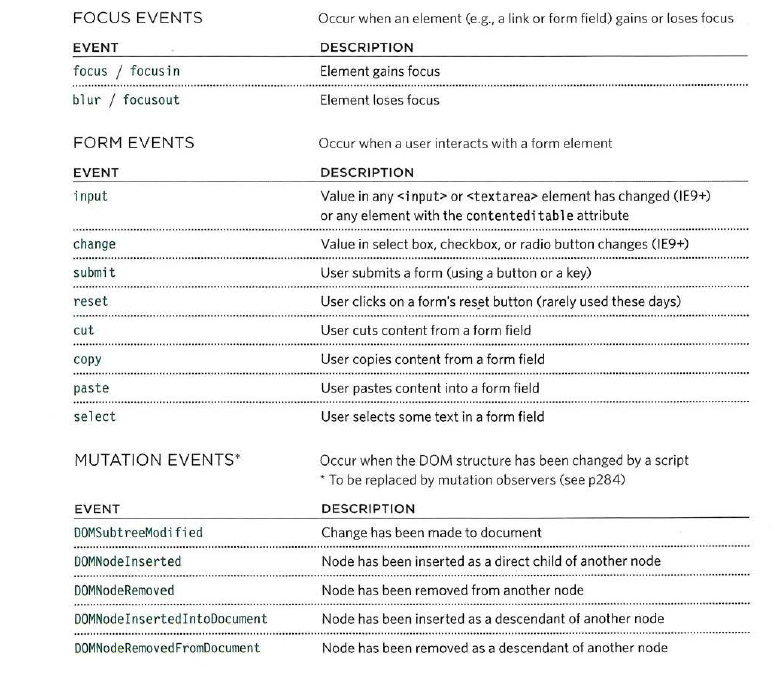 FOCUS EVENTS Occur when an element (e.g., a link or form field) gains or loses focus
EVENT DESCRIPTION
focus / focusin Element gains focus
blur / focusout Element loses focus
FORM EVENTS Occur when a user interacts with a form element
EVENT DESCRIPTION
input Value in any <input> or <textarea> element has changed (IE9+)
or any element with the contenteditable attribute
change Value in select box, checkbox, or radio button changes (IE9+)
submit User submits a form (using a button or a key)
reset User clicks on a form's reset button (rarely used these days)
cut User cuts content from a form field
copy User copies content from a form field
paste User pastes content into a form field
select User selects some text in a form field
MUTATION EVENTS* Occur when the DOM structure has been changed by a script
* To be replaced by mutation observers (see p284)
EVENT DESCRIPTION
DOMSubtreeModified Change has been made to document
DOMNodeInserted Node has been inserted as a direct child of another node
DOMNodeRemoved Node has been removed from another node
DOMNodeInsertedIntoDocument Node has been inserted as a descendant of another node
DOMNodeRemovedFromDocument Node has been removed as a descendant of another node